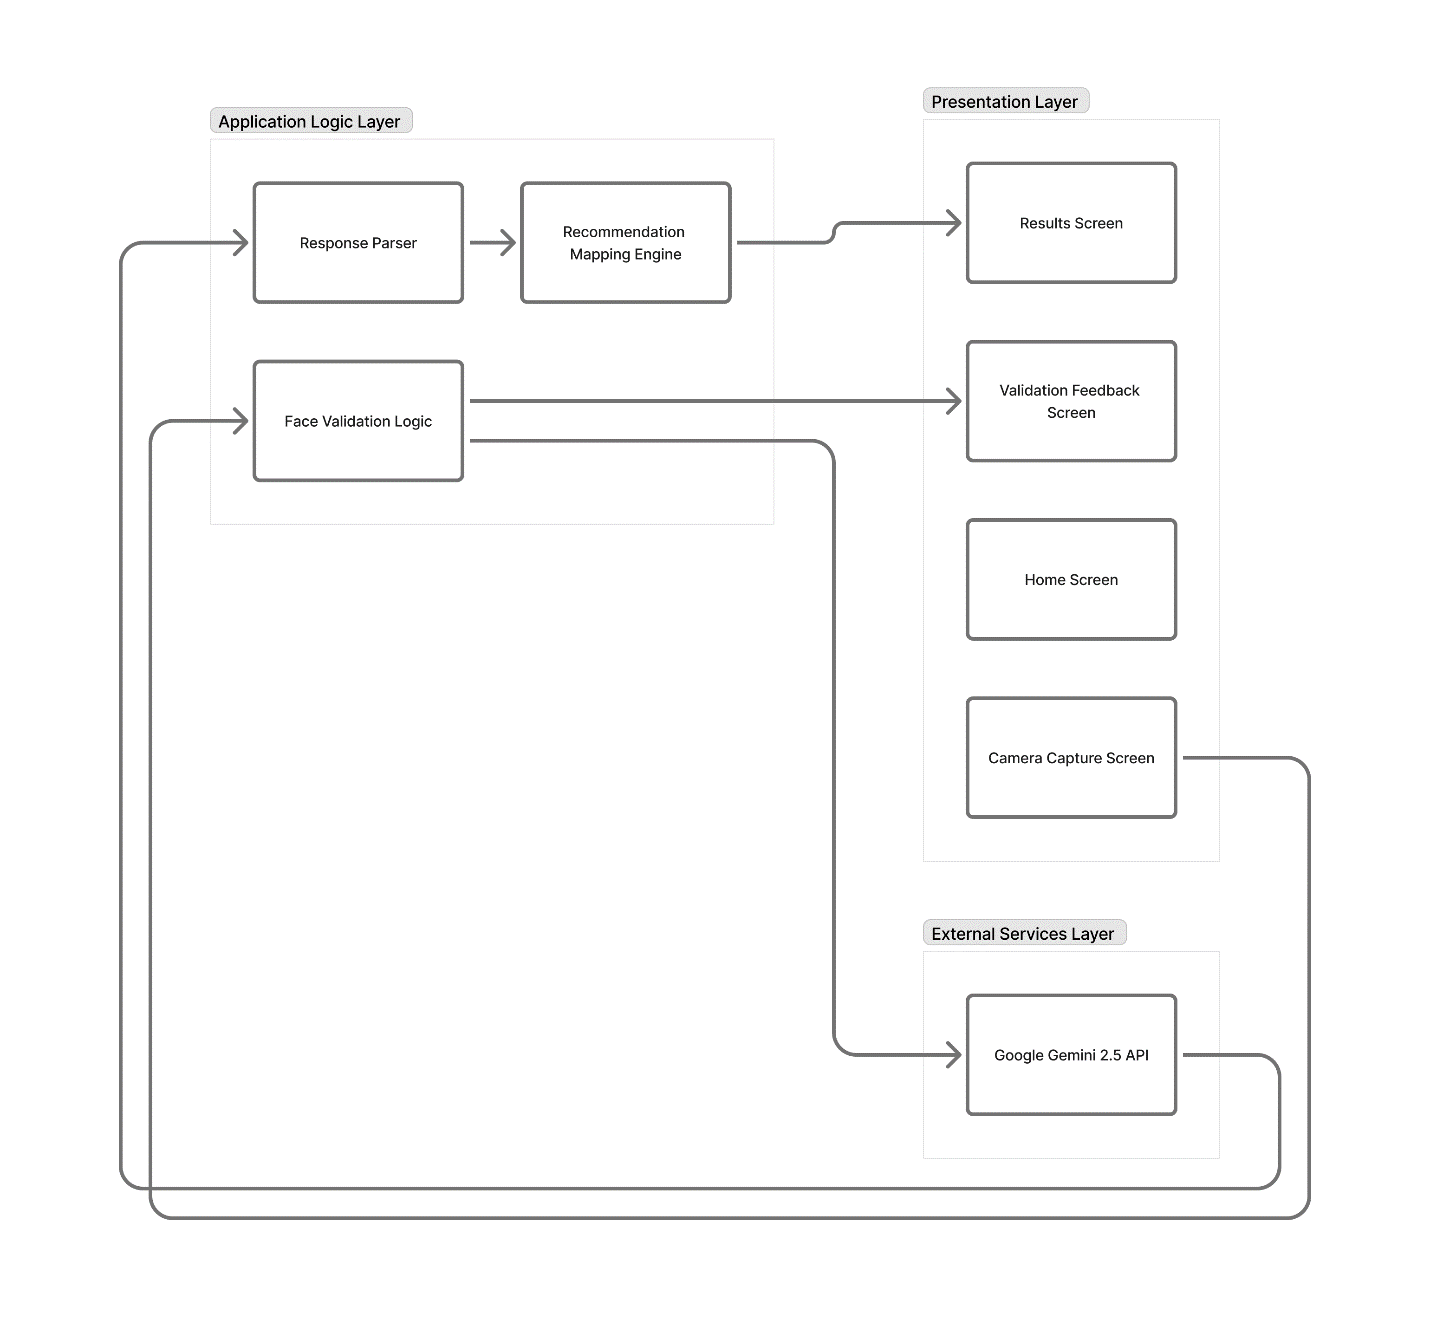 Application Logic Layer
Response Parser
Recommendation
Mapping Engine
Face Validation Logic
Presentation Layer
Results Screen
Validation Feedback
Screen
Home Screen
Camera Capture Screen
External Services Layer
Google Gemini 2.5 API